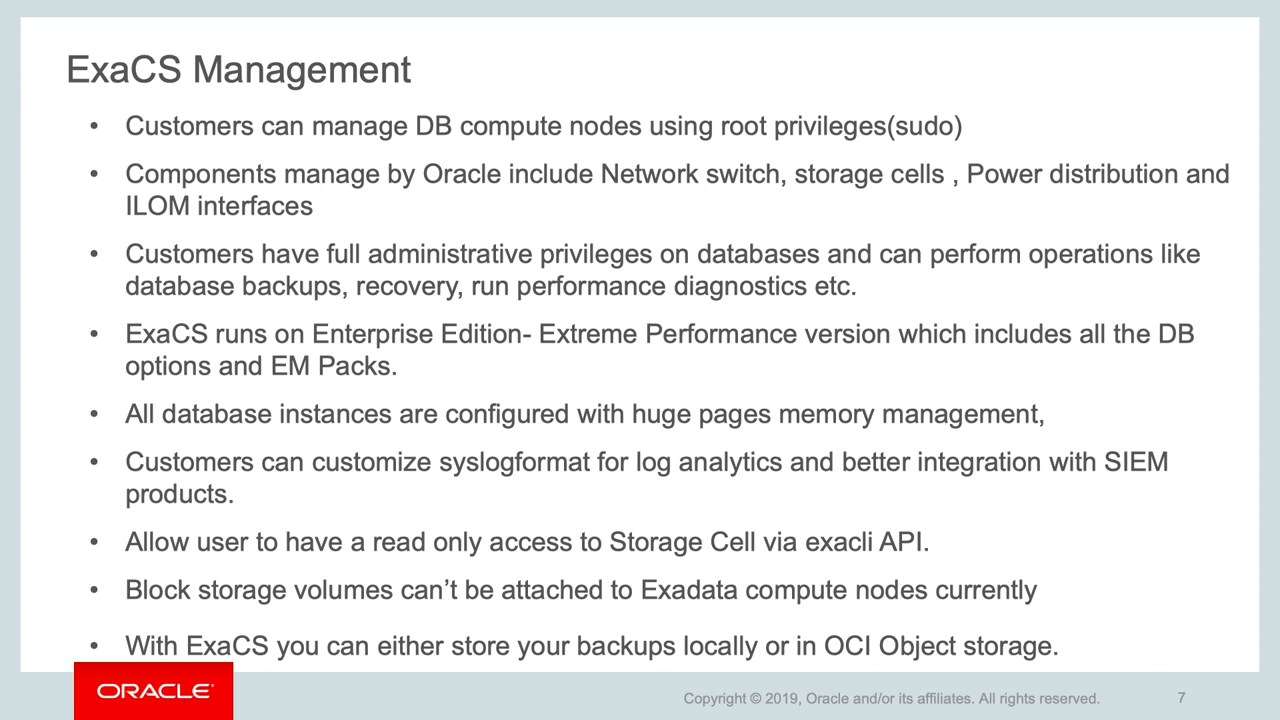 ExaCS Management
• Customers can manage DB compute nodes using root privileges(sudo)
• Components manage by Oracle include Network switch, storage cells , Power distribution and
ILOM interfaces
• Customers have full administrative privileges on databases and can perform operations like
database backups, recovery, run performance diagnostics etc.
• ExaCS runs on Enterprise Edition- Extreme Performance version which includes all the DB
options and EM Packs.
• All database instances are configured with huge pages memory management,
• Customers can customize syslogformat for log analytics and better integration with SIEM
products.
• Allow user to have a read only access to Storage Cell via exacli API.
• Block storage volumes can’t be attached to Exadata compute nodes currently
• With ExaCS you can either store your backups locally or in OCI Object storage.
ORACLE®
Copyright © 2019, Oracle and/or its affiliates. All rights reserved.
7